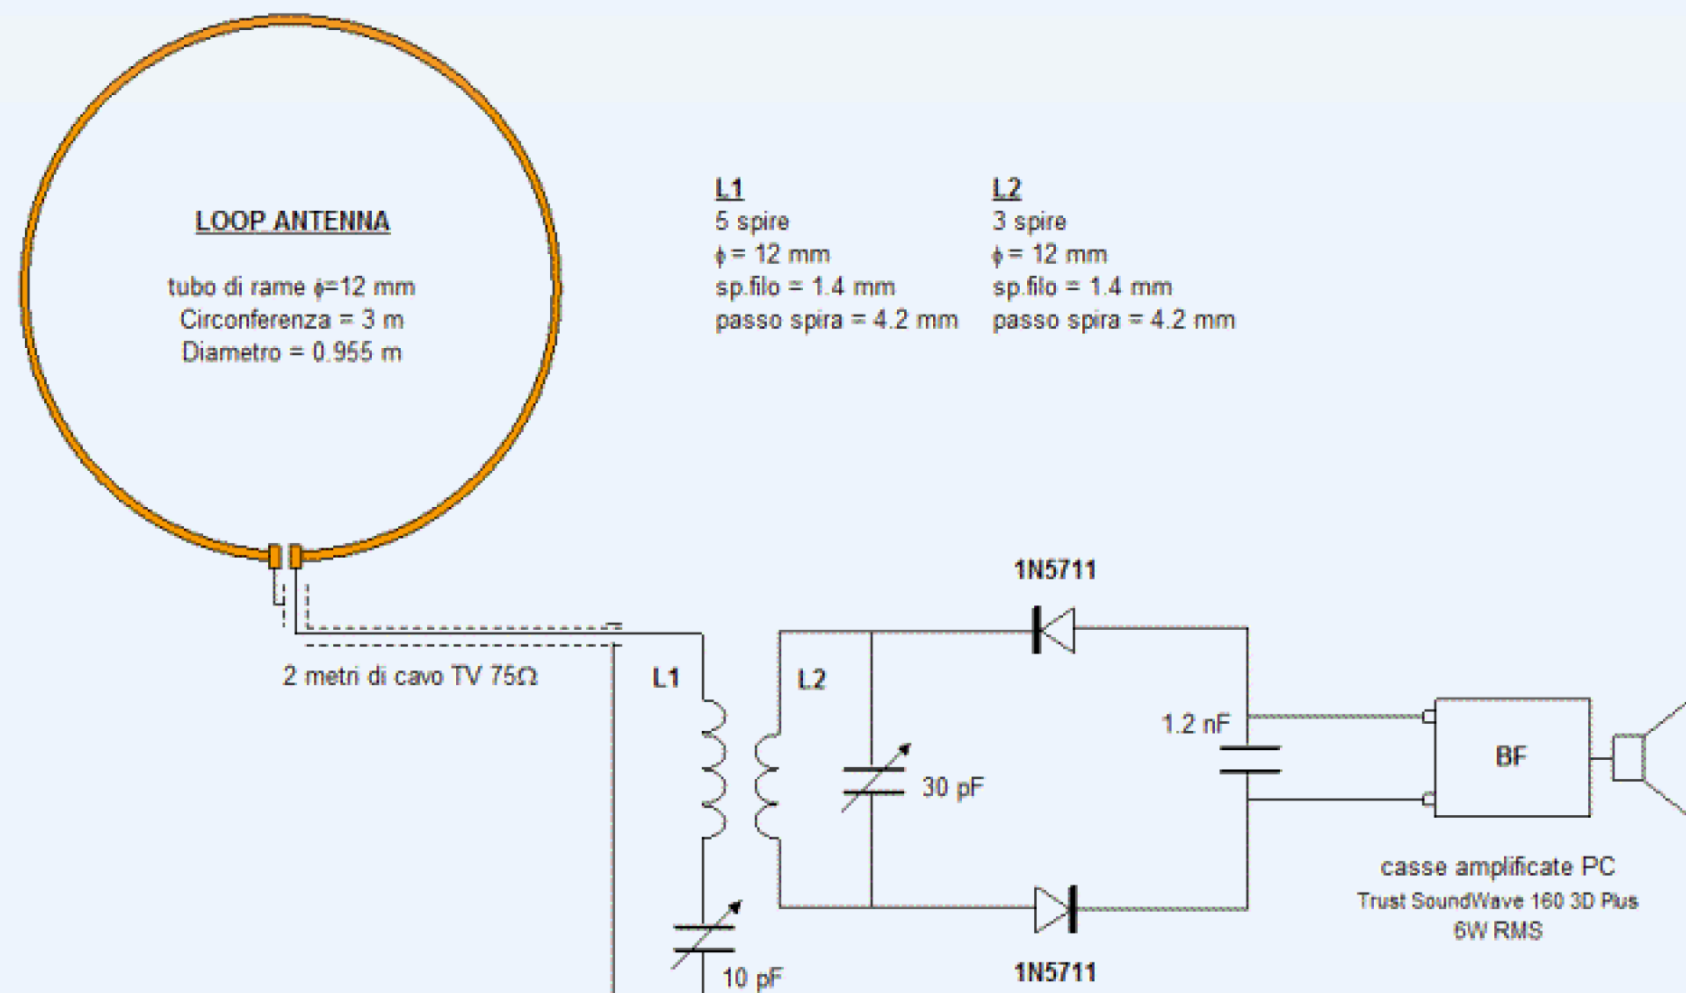 LOOP ANTENNA
tubo di rame ϕ=12 mm
Circonferenza = 3 m
Diametro = 0.955 m
L1
5 spire
ϕ = 12 mm
sp.filo = 1.4 mm
passo spira = 4.2 mm
L2
3 spire
ϕ = 12 mm
sp.filo = 1.4 mm
passo spira = 4.2 mm
2 metri di cavo TV 75Ω
L1
L2
1N5711
30 pF
1.2 nF
BF
10 pF
1N5711
casse amplificate PC
Trust SoundWave 160 3D Plus
6W RMS